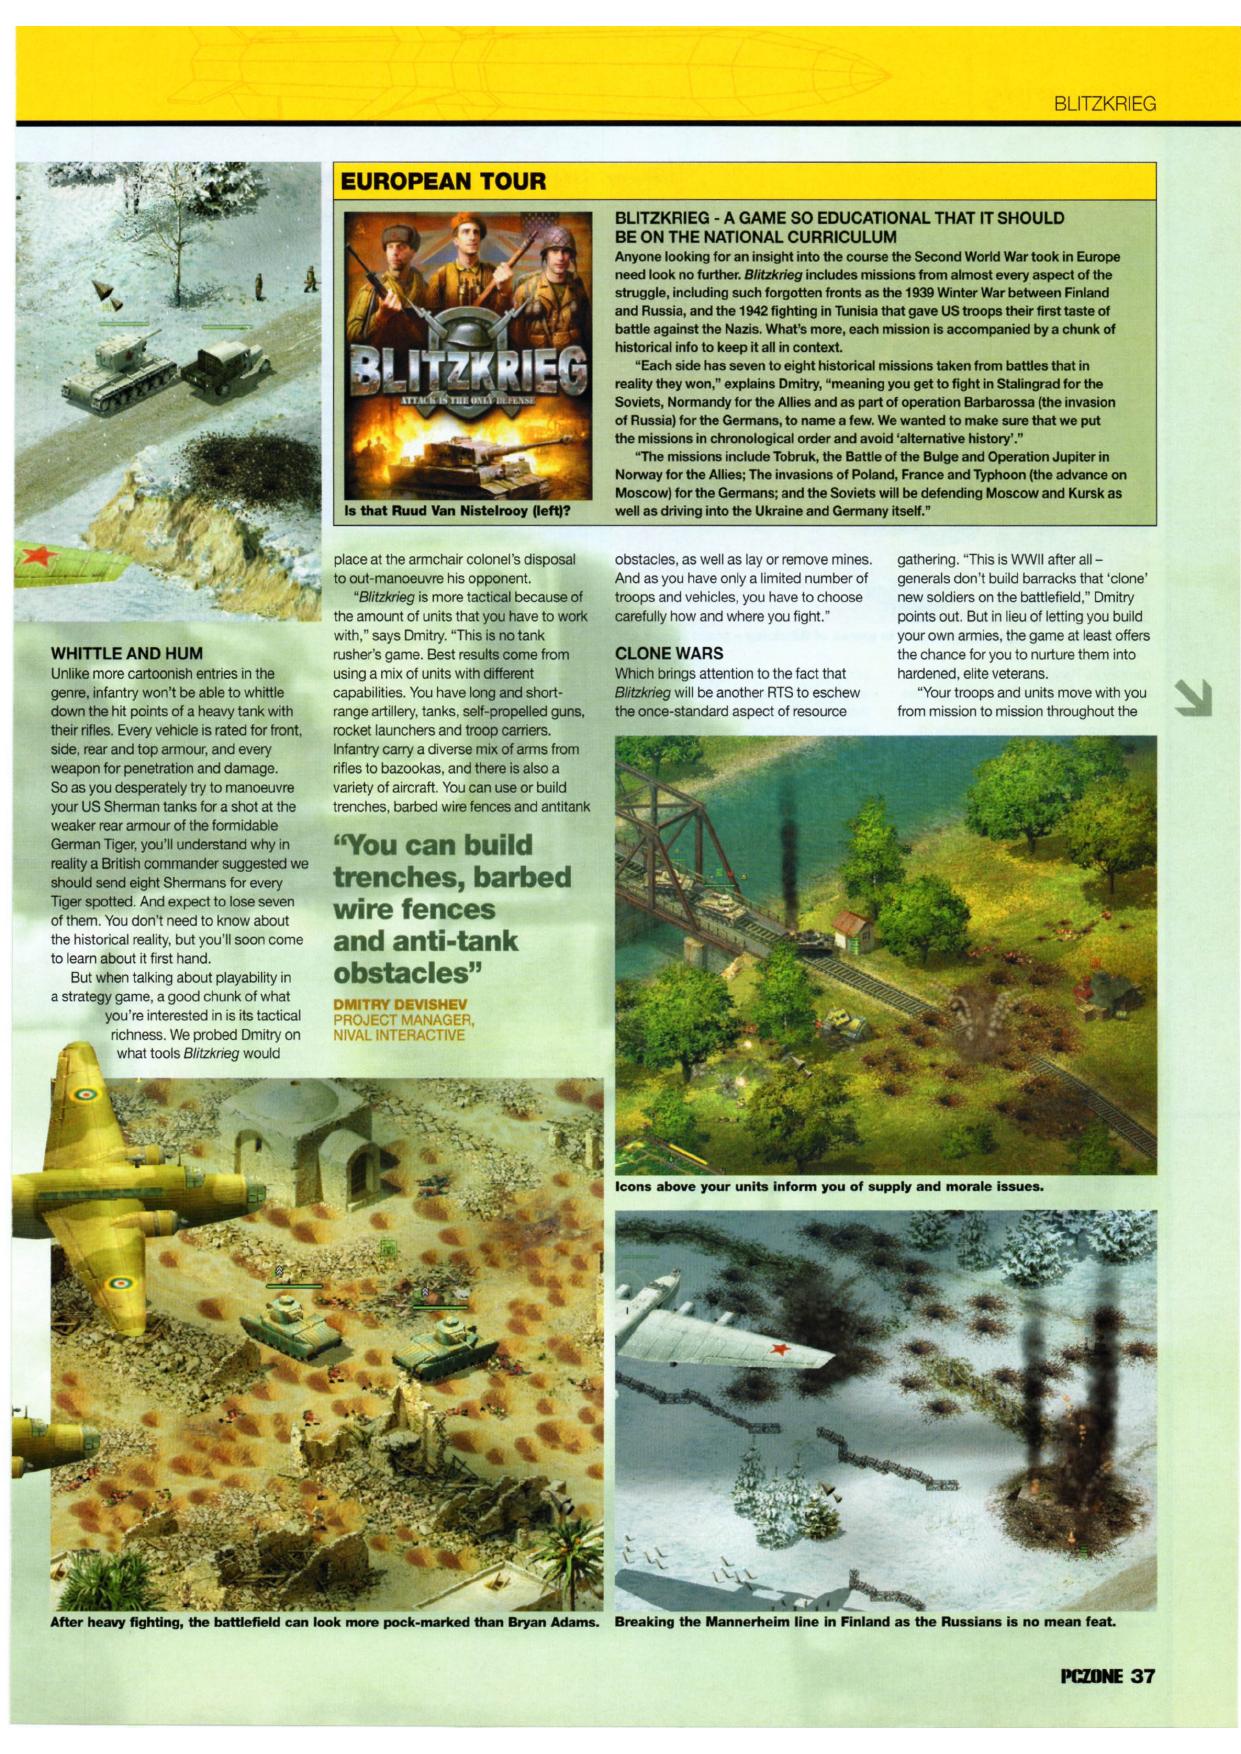 BLITZKRIEG
EUROPEAN TOUR
BLITZKRIEG
ATTACK IS THE ONLY DEFENSE
Is that Ruud Van Nistelrooy (left)?
BLITZKRIEG - A GAME SO EDUCATIONAL THAT IT SHOULD
BE ON THE NATIONAL CURRICULUM
Anyone looking for an insight into the course the Second World War took in Europe
need look no further. Blitzkrieg includes missions from almost every aspect of the
struggle, including such forgotten fronts as the 1939 Winter War between Finland
and Russia, and the 1942 fighting in Tunisia that gave US troops their first taste of
battle against the Nazis. What's more, each mission is accompanied by a chunk of
historical info to keep it all in context.
"Each side has seven to eight historical missions taken from battles that in
reality they won," explains Dmitry, "meaning you get to fight in Stalingrad for the
Soviets, Normandy for the Allies and as part of operation Barbarossa (the invasion
of Russia) for the Germans, to name a few. We wanted to make sure that we put
the missions in chronological order and avoid 'alternative history'."
"The missions include Tobruk, the Battle of the Bulge and Operation Jupiter in
Norway for the Allies; The invasions of Poland, France and Typhoon (the advance on
Moscow) for the Germans; and the Soviets will be defending Moscow and Kursk as
well as driving into the Ukraine and Germany itself."
WHITTLE AND HUM
Unlike more cartoonish entries in the
genre, infantry won't be able to whittle
down the hit points of a heavy tank with
their rifles. Every vehicle is rated for front,
side, rear and top armour, and every
weapon for penetration and damage.
So as you desperately try to manoeuvre
your US Sherman tanks for a shot at the
weaker rear armour of the formidable
German Tiger, you'll understand why in
reality a British commander suggested we
should send eight Shermans for every
Tiger spotted. And expect to lose seven
of them. You don't need to know about
the historical reality, but you'll soon come
to learn about it first hand.
But when talking about playability in
a strategy game, a good chunk of what
you're interested in is its tactical
richness. We probed Dmitry on
what tools Blitzkrieg would
place at the armchair colonel's disposal
to out-manoeuvre his opponent.
"Blitzkrieg is more tactical because of
the amount of units that you have to work
with," says Dmitry. "This is no tank
rusher's game. Best results come from
using a mix of units with different
capabilities. You have long and short-
range artillery, tanks, self-propelled guns,
rocket launchers and troop carriers.
Infantry carry a diverse mix of arms from
rifles to bazookas, and there is also a
variety of aircraft. You can use or build
trenches, barbed wire fences and antitank
"You can build
trenches, barbed
wire fences
and anti-tank
obstacles"
DMITRY DEVISHEV
PROJECT MANAGER,
NIVAL INTERACTIVE
obstacles, as well as lay or remove mines.
And as you have only a limited number of
troops and vehicles, you have to choose
carefully how and where you fight."
CLONE WARS
Which brings attention to the fact that
Blitzkrieg will be another RTS to eschew
the once-standard aspect of resource
gathering. "This is WWII after all –
generals don't build barracks that 'clone'
new soldiers on the battlefield," Dmitry
points out. But in lieu of letting you build
your own armies, the game at least offers
the chance for you to nurture them into
hardened, elite veterans.
"Your troops and units move with you
from mission to mission throughout the
Icons above your units inform you of supply and morale issues.
After heavy fighting, the battlefield can look more pock-marked than Bryan Adams.
Breaking the Mannerheim line in Finland as the Russians is no mean feat.
PCZONE 37